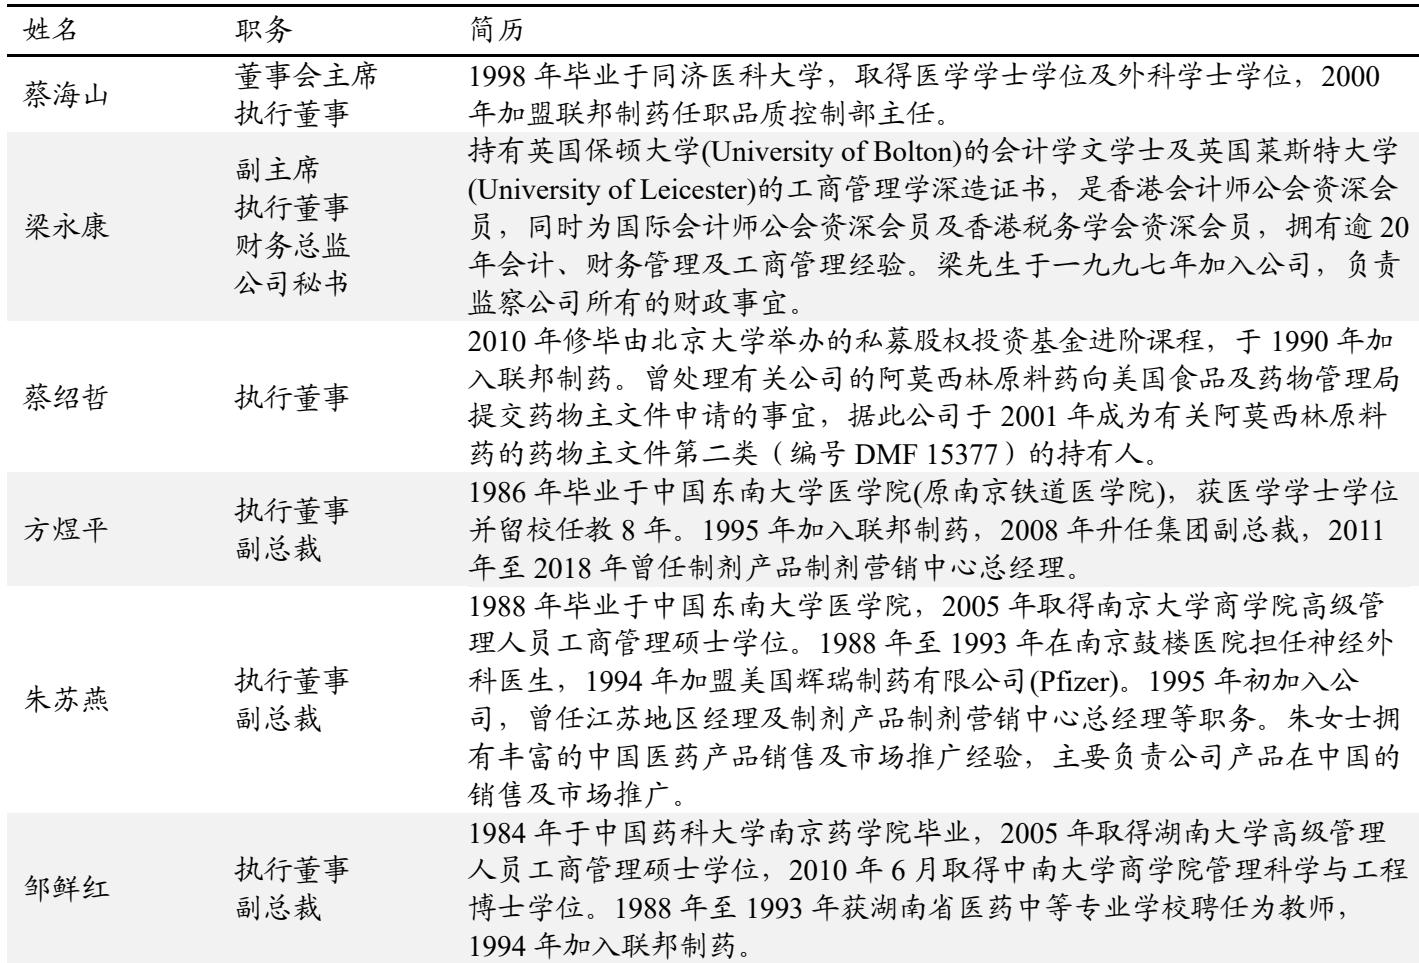 姓名 职务 简历
蔡海山
董事会主席
执行董事
1998 年毕业于同济医科大学，取得医学学士学位及外科学士学位，2000
年加盟联邦制药任职品质控制部主任。
梁永康
副主席
执行董事
财务总监
公司秘书
持有英国保顿大学(University of Bolton)的会计学文学士及英国莱斯特大学
(University of Leicester)的工商管理学深造证书，是香港会计师公会资深会
员，同时为国际会计师公会资深会员及香港税务学会资深会员，拥有逾 20
年会计、财务管理及工商管理经验。梁先生于一九九七年加入公司，负责
监察公司所有的财政事宜。
蔡绍哲
执行董事
2010 年修毕由北京大学举办的私募股权投资基金进阶课程，于 1990 年加
入联邦制药。曾处理有关公司的阿莫西林原料药向美国食品及药物管理局
提交药物主文件申请的事宜，据此公司于 2001 年成为有关阿莫西林原料
药的药物主文件第二类（编号 DMF 15377）的持有人。
方煜平
执行董事
副总裁
1986 年毕业于中国东南大学医学院(原南京铁道医学院)，获医学学士学位
并留校任教 8 年。1995 年加入联邦制药，2008 年升任集团副总裁，2011
年至 2018 年曾任制剂产品制剂营销中心总经理。
朱苏燕
执行董事
副总裁
1988 年毕业于中国东南大学医学院，2005 年取得南京大学商学院高级管
理人员工商管理硕士学位。1988 年至 1993 年在南京鼓楼医院担任神经外
科医生，1994 年加盟美国辉瑞制药有限公司(Pfizer)。1995 年初加入公
司，曾任江苏地区经理及制剂产品制剂营销中心总经理等职务。朱女士拥
有丰富的中国医药产品销售及市场推广经验，主要负责公司产品在中国的
销售及市场推广。
邹鲜红
执行董事
副总裁
1984 年于中国药科大学南京药学院毕业，2005 年取得湖南大学高级管理
人员工商管理硕士学位，2010 年 6 月取得中南大学商学院管理科学与工程
博士学位。1988 年至 1993 年获湖南省医药中等专业学校聘任为教师，
1994 年加入联邦制药。